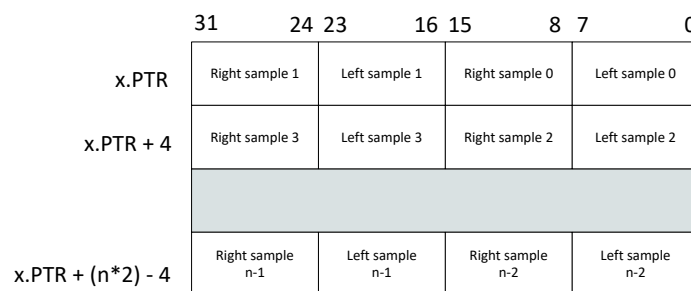 31 24 23 16 15 8 7 0
x.PTR Right sample 1 Left sample 1 Right sample 0 Left sample 0
x.PTR + 4 Right sample 3 Left sample 3 Right sample 2 Left sample 2
x.PTR + (n*2) - 4 Right sample Left sample Right sample Left sample
n-1 n-1 n-2 n-2